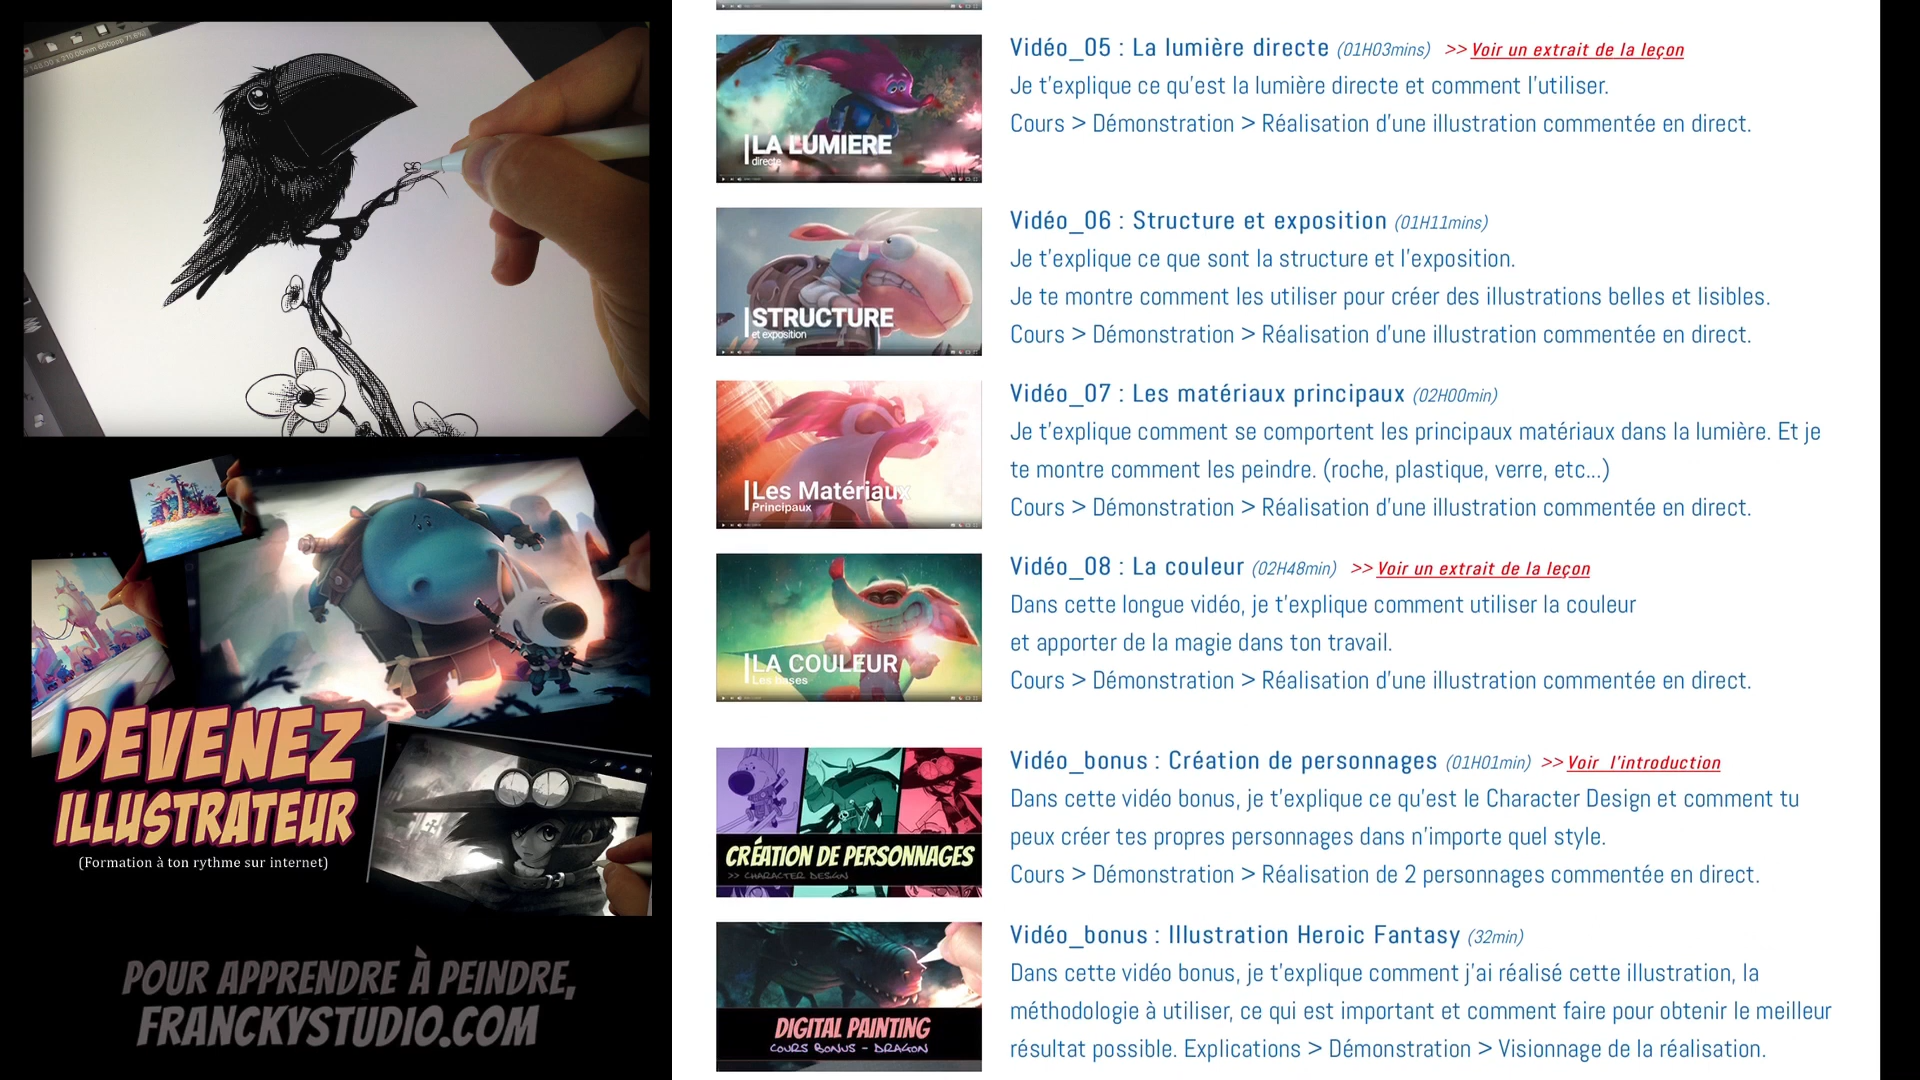 DEVENEZ
ILLUSTRATEUR
(Formation à ton rythme sur internet)
POUR APPRENDRE À PEINDRE,
FRANCKYSTUDIO.COM
LA LUMIERE
directe
Vidéo_05 : La lumière directe (01H03mins) >> Voir un extrait de la leçon
Je t'explique ce qu'est la lumière directe et comment l'utiliser.
Cours > Démonstration > Réalisation d'une illustration commentée en direct.
STRUCTURE
et exposition
Vidéo_06 : Structure et exposition (01H11mins)
Je t'explique ce que sont la structure et l'exposition.
Je te montre comment les utiliser pour créer des illustrations belles et lisibles.
Cours > Démonstration > Réalisation d'une illustration commentée en direct.
Les Matériaux
Principaux
Vidéo_07 : Les matériaux principaux (02H00min)
Je t'explique comment se comportent les principaux matériaux dans la lumière. Et je
te montre comment les peindre. (roche, plastique, verre, etc...)
Cours > Démonstration > Réalisation d'une illustration commentée en direct.
LA COULEUR
Les bases
Vidéo_08 : La couleur (02H48min) >> Voir un extrait de la leçon
Dans cette longue vidéo, je t'explique comment utiliser la couleur
et apporter de la magie dans ton travail.
Cours > Démonstration > Réalisation d'une illustration commentée en direct.
CRÉATION DE PERSONNAGES
>> CHARACTER DESIGN
Vidéo_bonus : Création de personnages (01H01min) >> Voir l'introduction
Dans cette vidéo bonus, je t'explique ce qu'est le Character Design et comment tu
peux créer tes propres personnages dans n'importe quel style.
Cours > Démonstration > Réalisation de 2 personnages commentée en direct.
DIGITAL PAINTING
COURS BONUS - DRAGON
Vidéo_bonus : Illustration Heroic Fantasy (32min)
Dans cette vidéo bonus, je t'explique comment j'ai réalisé cette illustration, la
méthodologie à utiliser, ce qui est important et comment faire pour obtenir le meilleur
résultat possible. Explications > Démonstration > Visionnage de la réalisation.